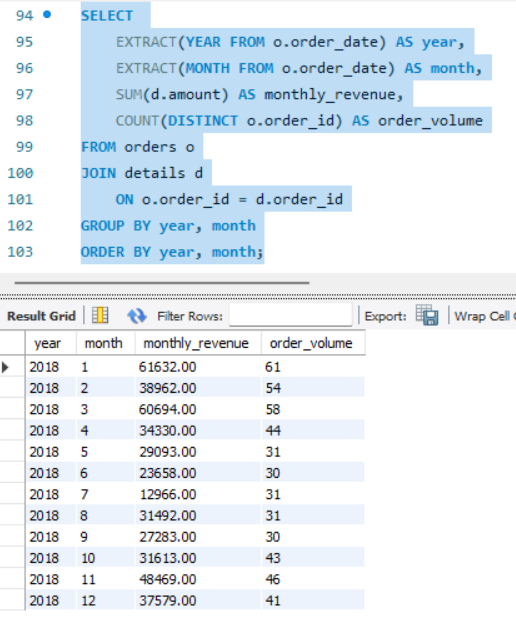 94 SELECT
95 EXTRACT(YEAR FROM o.order_date) AS year,
96 EXTRACT(MONTH FROM o.order_date) AS month,
97 SUM(d.amount) AS monthly_revenue,
98 COUNT(DISTINCT o.order_id) AS order_volume
99 FROM orders o
100 JOIN details d
101 ON o.order_id = d.order_id
102 GROUP BY year, month
103 ORDER BY year, month;
Result Grid Filter Rows: Export: Wrap Cell
year month monthly_revenue order_volume
2018 1 61632.00 61
2018 2 38962.00 54
2018 3 60694.00 58
2018 4 34330.00 44
2018 5 29093.00 31
2018 6 23658.00 30
2018 7 12966.00 31
2018 8 31492.00 31
2018 9 27283.00 30
2018 10 31613.00 43
2018 11 48469.00 46
2018 12 37579.00 41